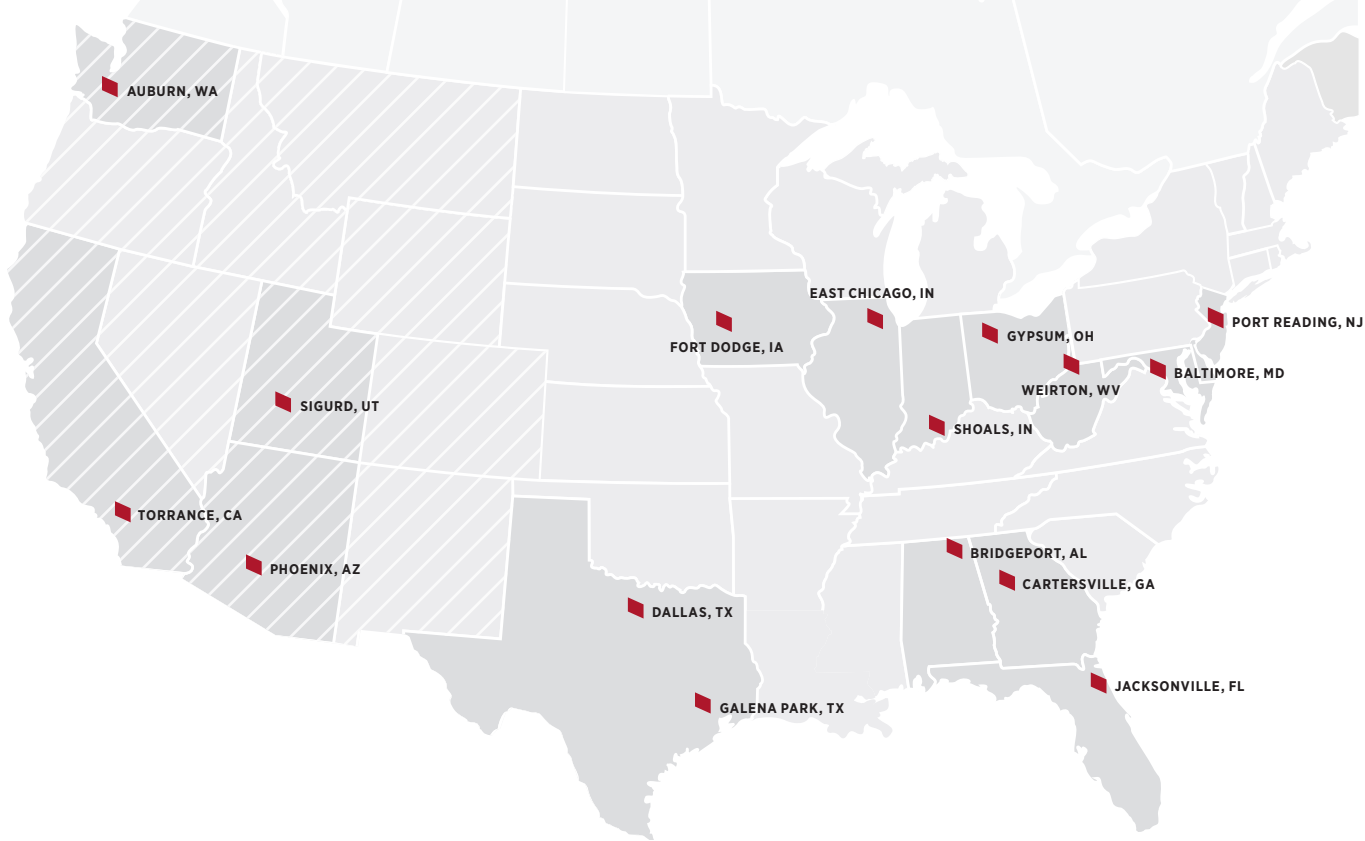 AUBURN, WA
EAST CHICAGO, IN
PORT READING, NJ
GYPSUM, OH
FORT DODGE, IA
BALTIMORE, MD
WEIRTON, WV
SIGURD, UT
SHOALS, IN
TORRANCE, CA
BRIDGEPORT, AL
PHOENIX, AZ
CARTERSVILLE, GA
DALLAS, TX
JACKSONVILLE, FL
GALENA PARK, TX